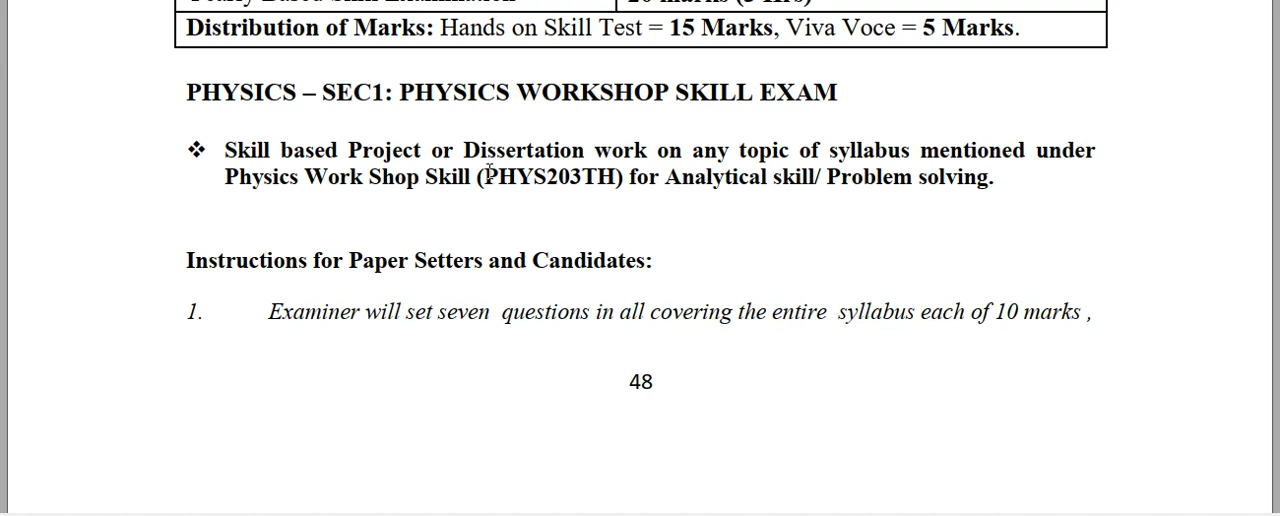 Distribution of Marks: Hands on Skill Test = 15 Marks, Viva Voce = 5 Marks.
PHYSICS – SEC1: PHYSICS WORKSHOP SKILL EXAM
❖ Skill based Project or Dissertation work on any topic of syllabus mentioned under
Physics Work Shop Skill (PHYS203TH) for Analytical skill/ Problem solving.
Instructions for Paper Setters and Candidates:
1. Examiner will set seven questions in all covering the entire syllabus each of 10 marks ,
48